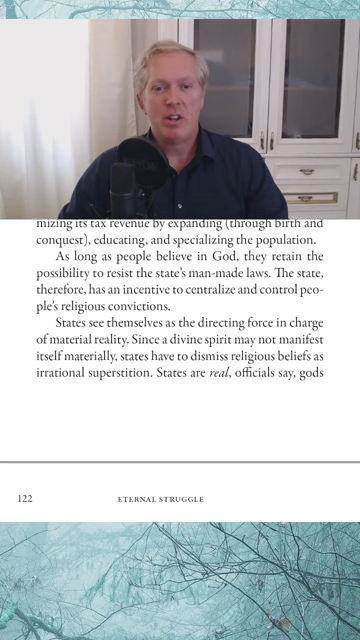 mizing its tax revenue by expanding (through birth and
conquest), educating, and specializing the population.
As long as people believe in God, they retain the
possibility to resist the state’s man-made laws. The state,
therefore, has an incentive to centralize and control peo-
ple’s religious convictions.
States see themselves as the directing force in charge
of material reality. Since a divine spirit may not manifest
itself materially, states have to dismiss religious beliefs as
irrational superstition. States are real, officials say, gods
122 ETERNAL STRUGGLE